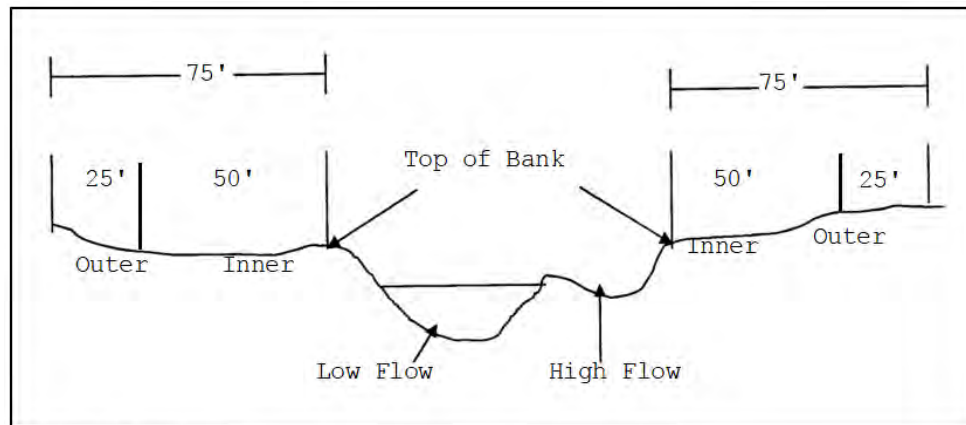 75'
75'
Top of Bank
25'
50'
50'
25'
Outer
Inner
Inner
Outer
Low Flow
High Flow